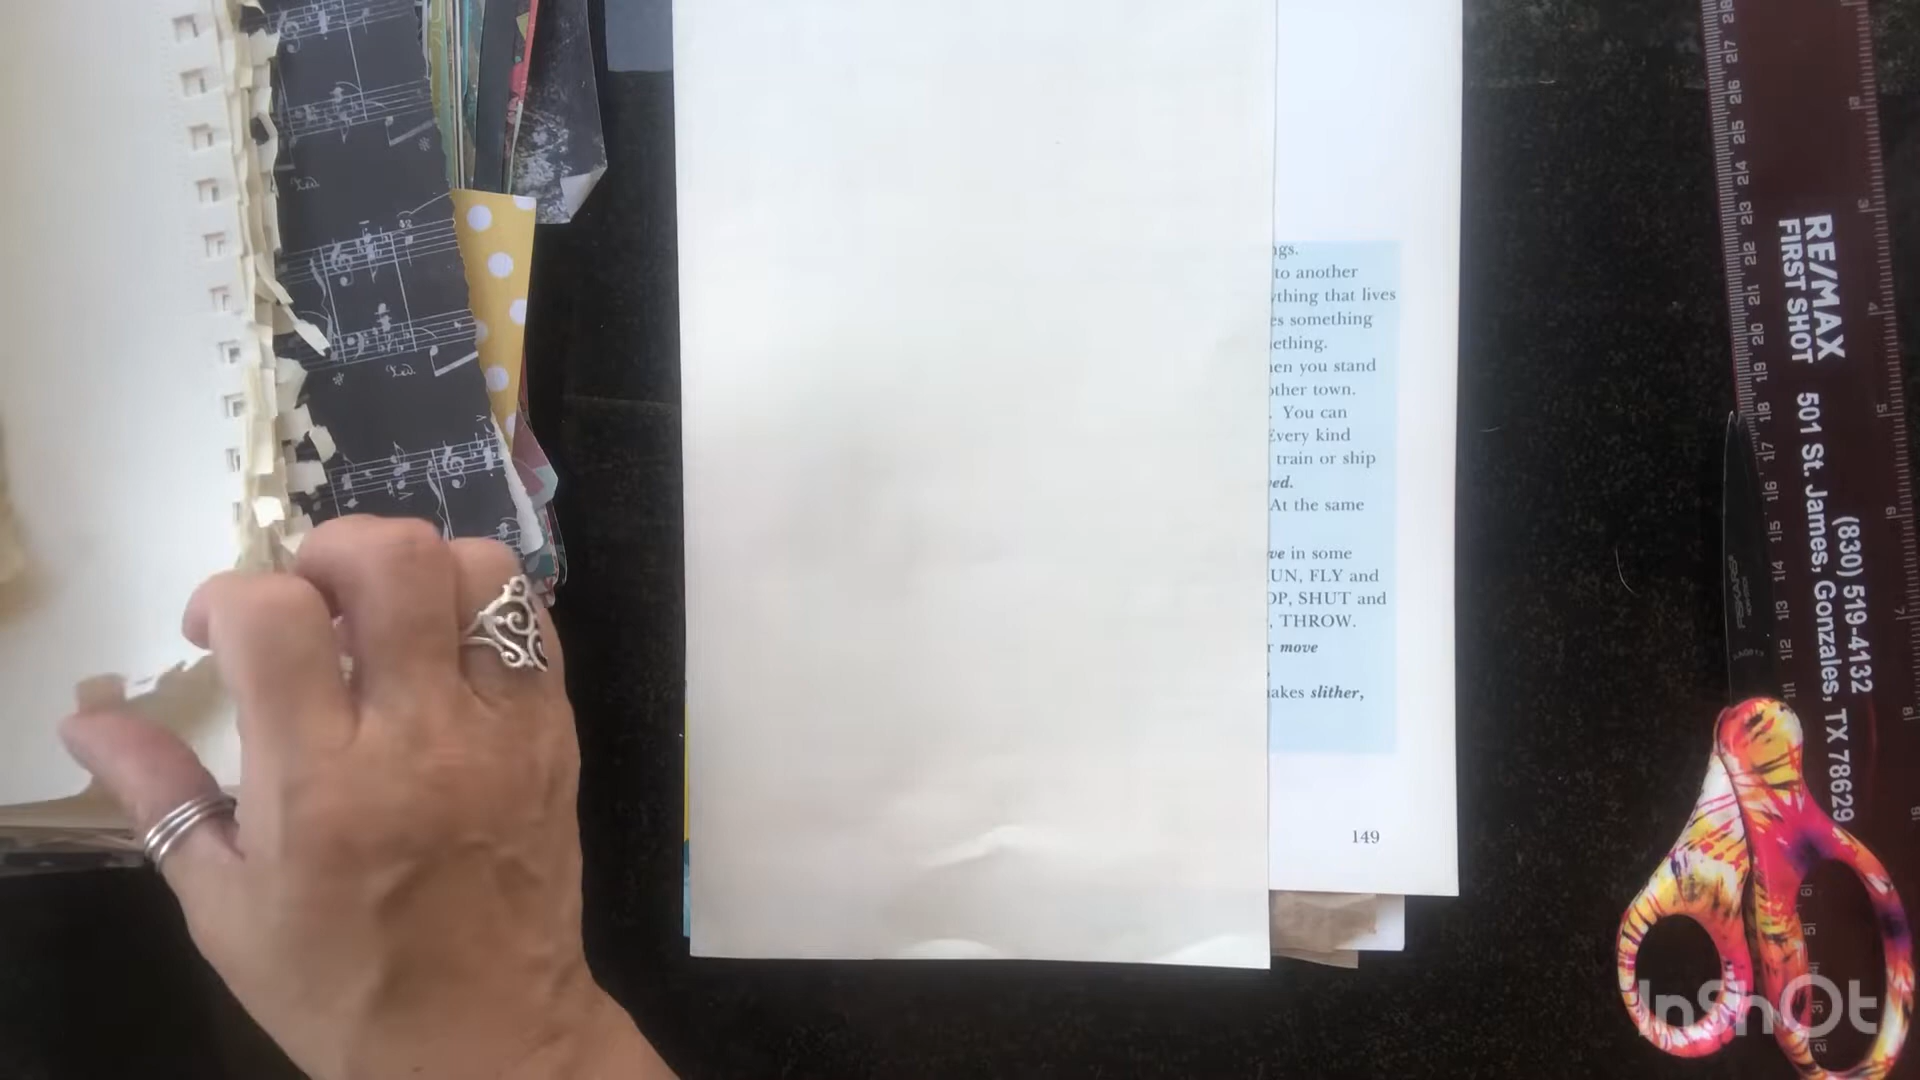 ngs.
to another
ything that lives
es something
ething.
hen you stand
other town.
. You can
Every kind
train or ship
ved.
At the same
ve in some
UN, FLY and
OP, SHUT and
, THROW.
r move
akes slither,
149
RE/MAX
FIRST SHOT
501 St. James, Gonzales, TX 78629
(830) 519-4132
FISKARS
InShOt